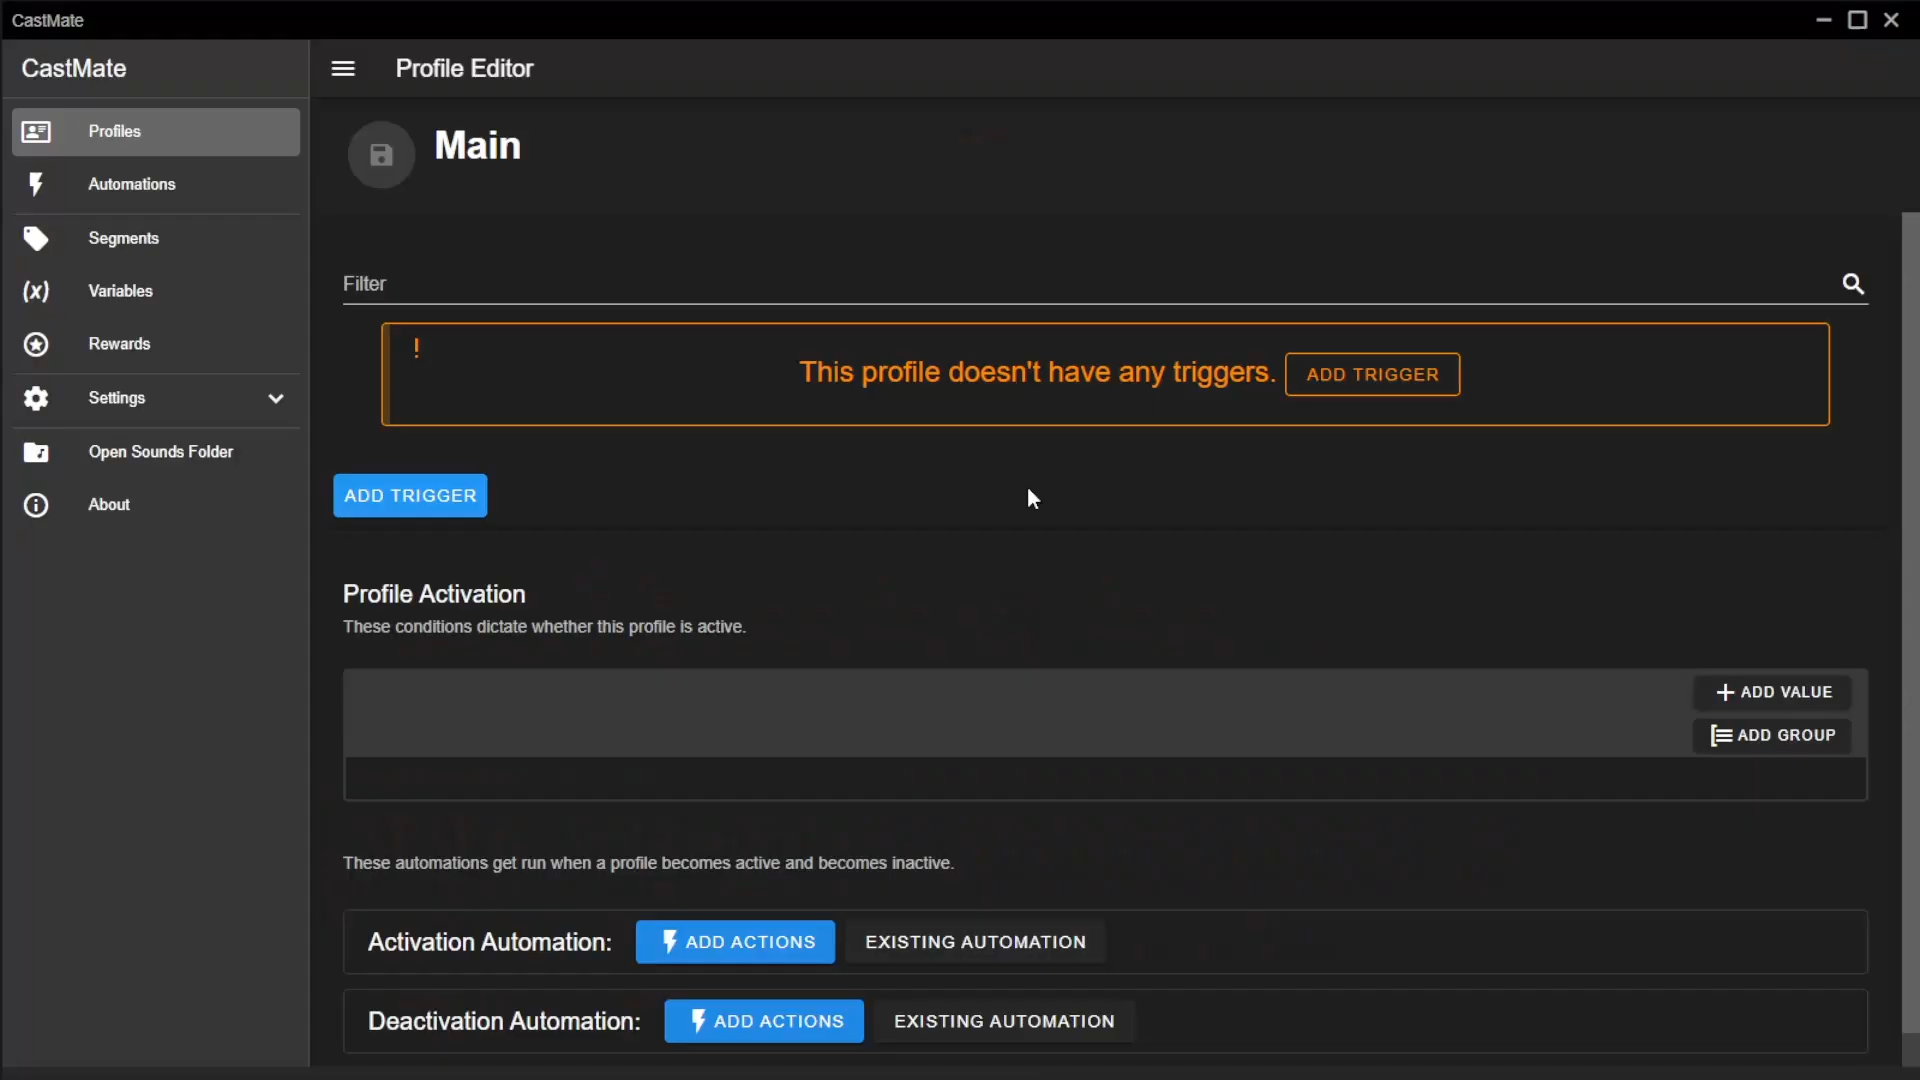 CastMate
CastMate
Profile Editor
Profiles
Automations
Segments
(x) Variables
Rewards
Settings
Open Sounds Folder
About
Main
Filter
!
This profile doesn't have any triggers. ADD TRIGGER
ADD TRIGGER
Profile Activation
These conditions dictate whether this profile is active.
ADD VALUE
ADD GROUP
These automations get run when a profile becomes active and becomes inactive.
Activation Automation: ADD ACTIONS EXISTING AUTOMATION
Deactivation Automation: ADD ACTIONS EXISTING AUTOMATION